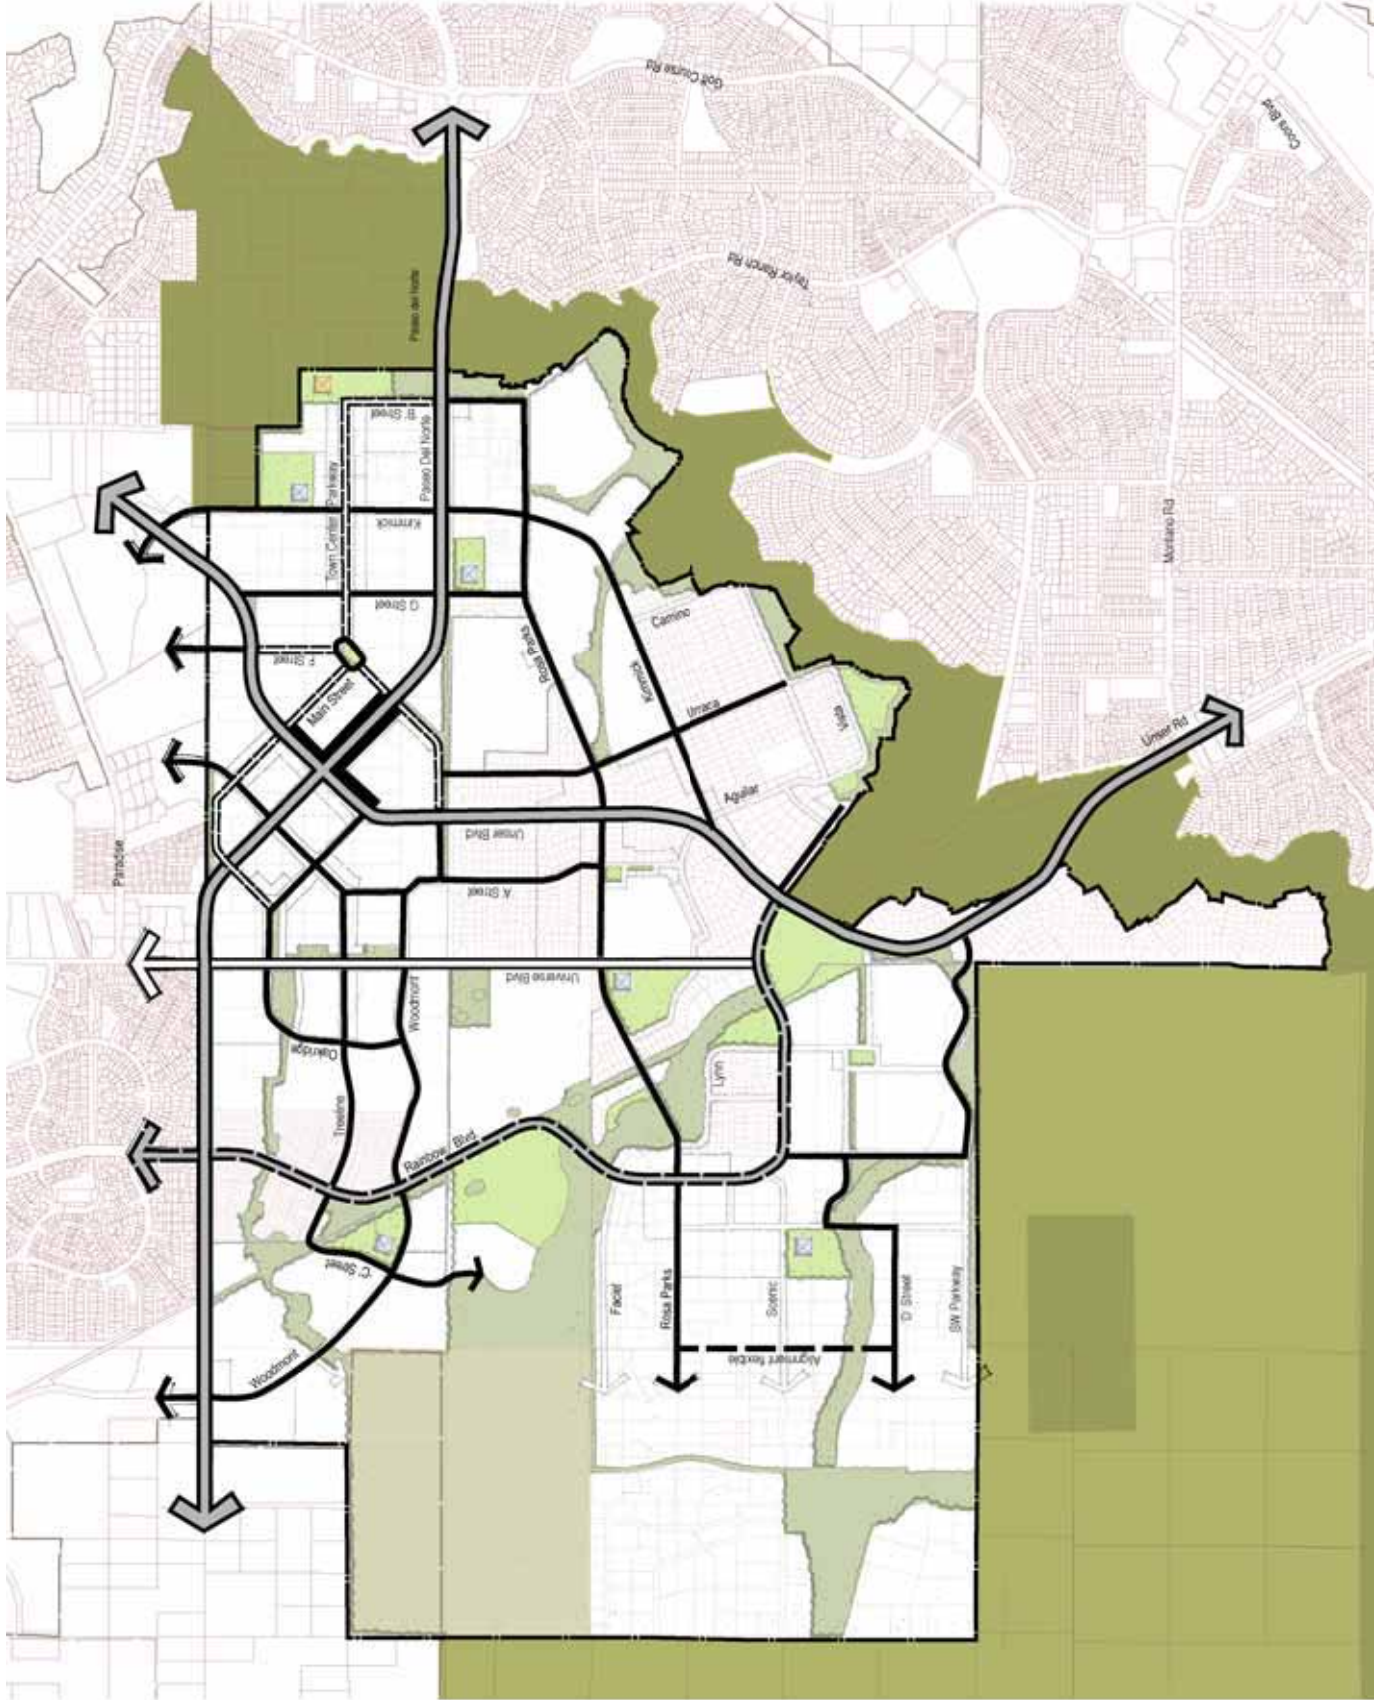 Golf Course Rd
Coors Blvd
Taylor Ranch Rd
Paseo del Norte
'B' Street
Paseo Del Norte
Town Center Parkway
Kimmick
Montano Rd
G Street
Camino
Rosa Parks
F Street
Kimmick
Main Street
Urraca
Vista
Unser Rd
Aguilar
Unser Blvd
Paradise
'A' Street
Universe Blvd
Woodmont
Oakridge
Lynn
Treeline
Rainbow Blvd
'C' Street
Facel
Rosa Parks
Scenic
'D' Street
SW Parkway
Alignment flexible
Woodmont